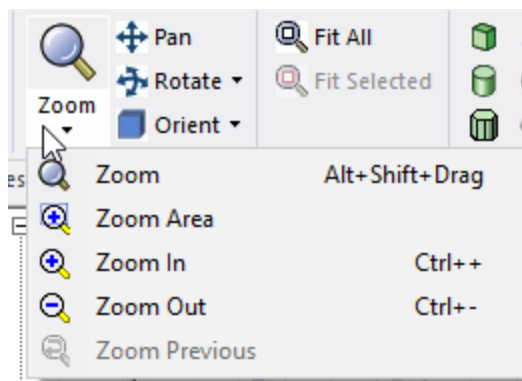 Pan
Fit All
Zoom
Rotate
Fit Selected
Orient
Zoom Alt+Shift+Drag
Zoom Area
Zoom In Ctrl++
Zoom Out Ctrl+-
Zoom Previous